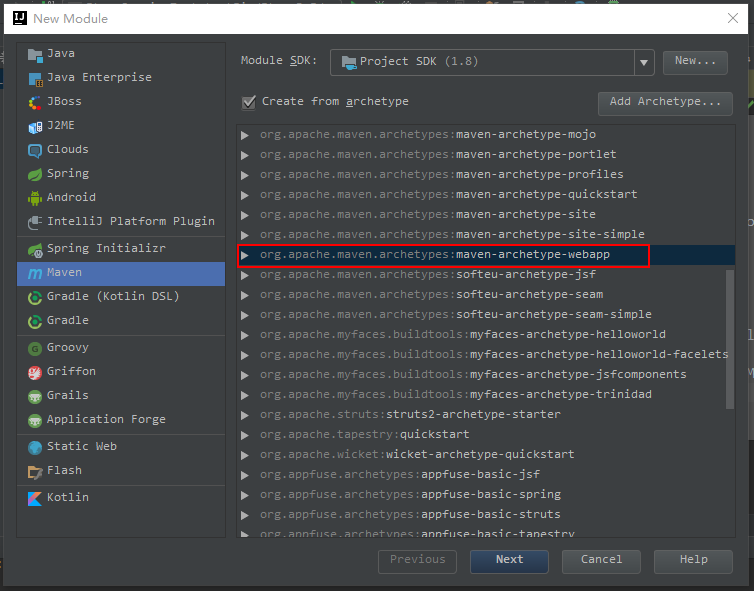 New Module
Java
Java Enterprise
JBoss
J2ME
Clouds
Spring
Android
IntelliJ Platform Plugin
Spring Initializr
Maven
Gradle (Kotlin DSL)
Gradle
Groovy
Griffon
Grails
Application Forge
Static Web
Flash
Kotlin
Module SDK:
Project SDK (1.8)
New...
Create from archetype
Add Archetype...
org.apache.maven.archetypes:maven-archetype-mojo
org.apache.maven.archetypes:maven-archetype-portlet
org.apache.maven.archetypes:maven-archetype-profiles
org.apache.maven.archetypes:maven-archetype-quickstart
org.apache.maven.archetypes:maven-archetype-site
org.apache.maven.archetypes:maven-archetype-site-simple
org.apache.maven.archetypes:maven-archetype-webapp
org.apache.maven.archetypes:softeu-archetype-jsf
org.apache.maven.archetypes:softeu-archetype-seam
org.apache.maven.archetypes:softeu-archetype-seam-simple
org.apache.myfaces.buildtools:myfaces-archetype-helloworld
org.apache.myfaces.buildtools:myfaces-archetype-helloworld-facelets
org.apache.myfaces.buildtools:myfaces-archetype-jsfcomponents
org.apache.myfaces.buildtools:myfaces-archetype-trinidad
org.apache.struts:struts2-archetype-starter
org.apache.tapestry:quickstart
org.apache.wicket:wicket-archetype-quickstart
org.appfuse.archetypes:appfuse-basic-jsf
org.appfuse.archetypes:appfuse-basic-spring
org.appfuse.archetypes:appfuse-basic-struts
org.appfuse.archetypes:appfuse-basic-tapestry
Previous
Next
Cancel
Help